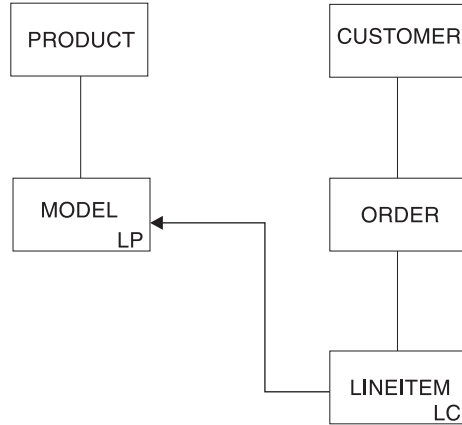 PRODUCT
CUSTOMER
MODEL
LP
ORDER
LINEITEM
LC